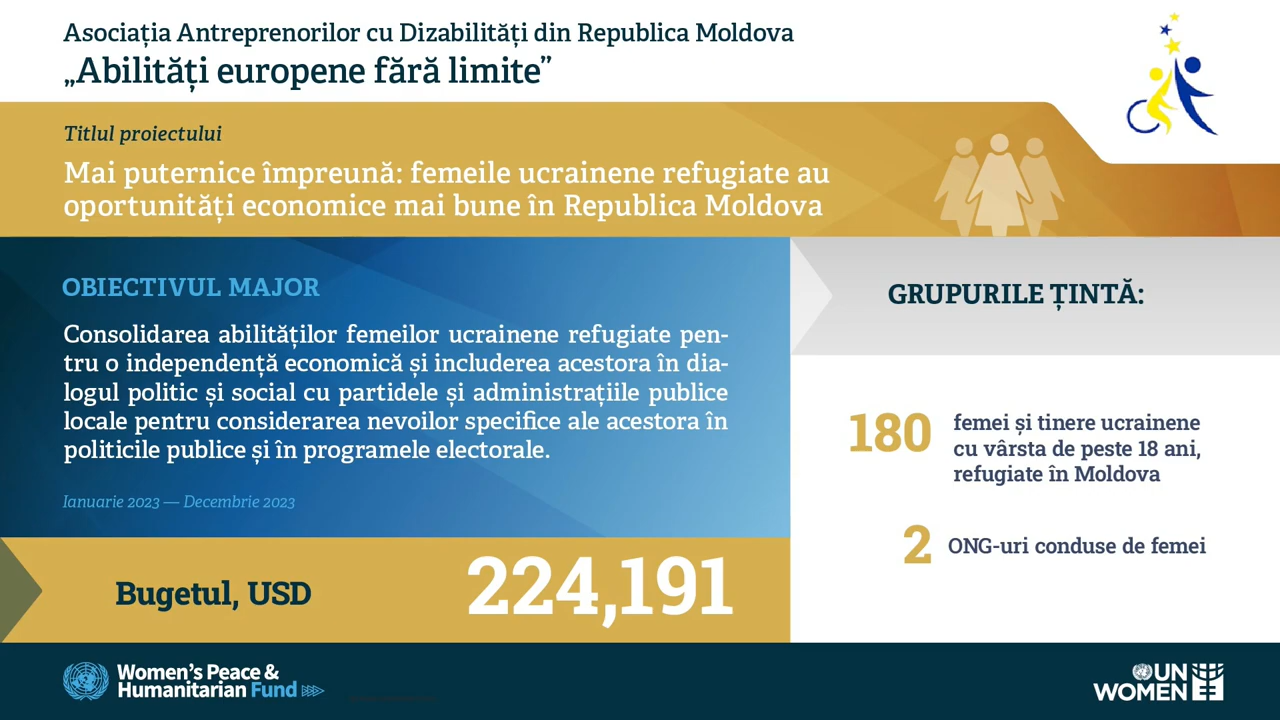 Asociația Antreprenorilor cu Dizabilități din Republica Moldova
„Abilități europene fără limite”
Titlul proiectului
Mai puternice împreună: femeile ucrainene refugiate au
oportunități economice mai bune în Republica Moldova
OBIECTIVUL MAJOR
Consolidarea abilităților femeilor ucrainene refugiate pen-
tru o independență economică și includerea acestora în dia-
logul politic și social cu partidele și administrațiile publice
locale pentru considerarea nevoilor specifice ale acestora în
politicile publice și în programele electorale.
Ianuarie 2023 — Decembrie 2023
Bugetul, USD
224,191
GRUPURILE ȚINTĂ:
180
femei și tinere ucrainene
cu vârsta de peste 18 ani,
refugiate în Moldova
2
ONG-uri conduse de femei
Women's Peace &
Humanitarian Fund
UN
WOMEN